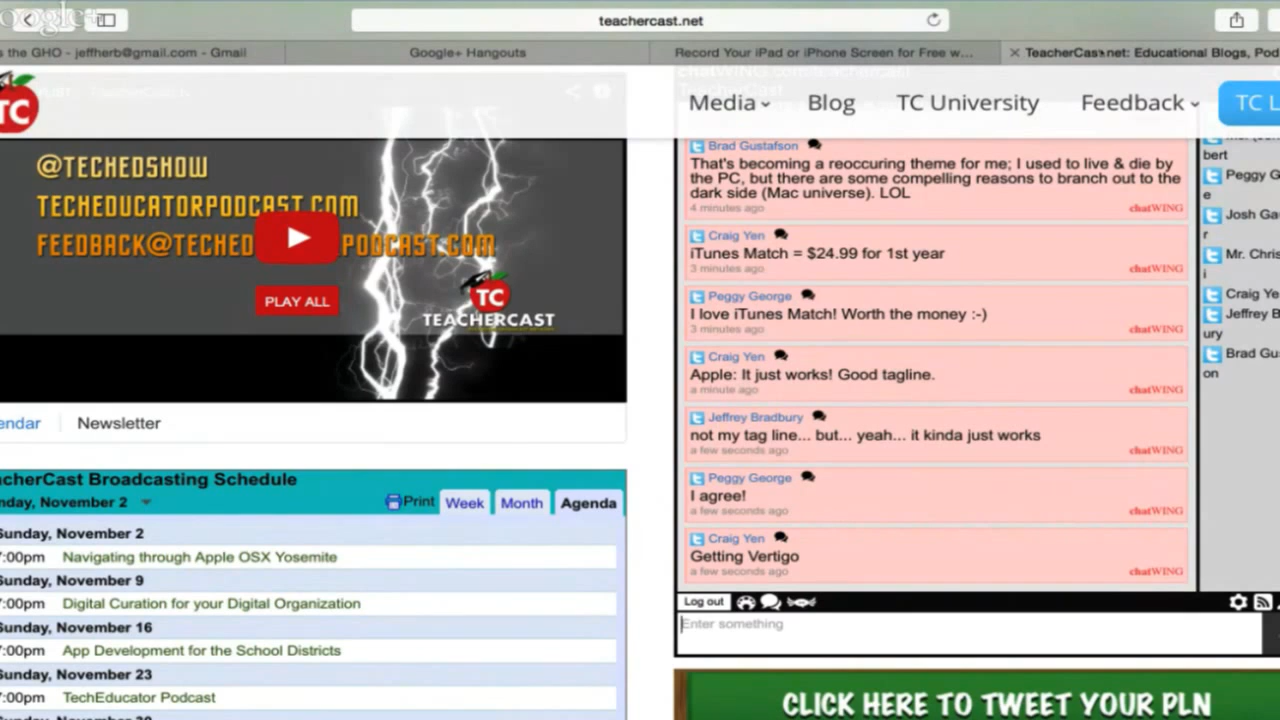 Google+
teachercast.net
s the GHO - jeffherb@gmail.com - Gmail
Google+ Hangouts
Record Your iPad or iPhone Screen for Free w...
TeacherCast.net: Educational Blogs, Pod
TC
Media
Blog
TC University
Feedback
TC L
@TECHEDSHOW
TECHEDUCATORPODCAST.COM
FEEDBACK@TECHED PODCAST.COM
PLAY ALL
TC
TEACHERCAST
endar
Newsletter
acherCast Broadcasting Schedule
nday, November 2
Print
Week
Month
Agenda
Sunday, November 2
7:00pm Navigating through Apple OSX Yosemite
Sunday, November 9
7:00pm Digital Curation for your Digital Organization
Sunday, November 16
7:00pm App Development for the School Districts
Sunday, November 23
7:00pm TechEducator Podcast
Sunday, November 30
chatWING.com/teachercast
Brad Gustafson
That's becoming a reoccuring theme for me; I used to live & die by
the PC, but there are some compelling reasons to branch out to the
dark side (Mac universe). LOL
4 minutes ago
chatWING
Craig Yen
iTunes Match = $24.99 for 1st year
3 minutes ago
chatWING
Peggy George
I love iTunes Match! Worth the money :-)
3 minutes ago
chatWING
Craig Yen
Apple: It just works! Good tagline.
a minute ago
chatWING
Jeffrey Bradbury
not my tag line... but... yeah... it kinda just works
a few seconds ago
chatWING
Peggy George
I agree!
a few seconds ago
chatWING
Craig Yen
Getting Vertigo
a few seconds ago
chatWING
bert
Peggy G
e
Josh Ga
r
Mr. Chris
i
Craig Ye
Jeffrey B
ury
Brad Gu
on
Log out
Enter something
CLICK HERE TO TWEET YOUR PLN